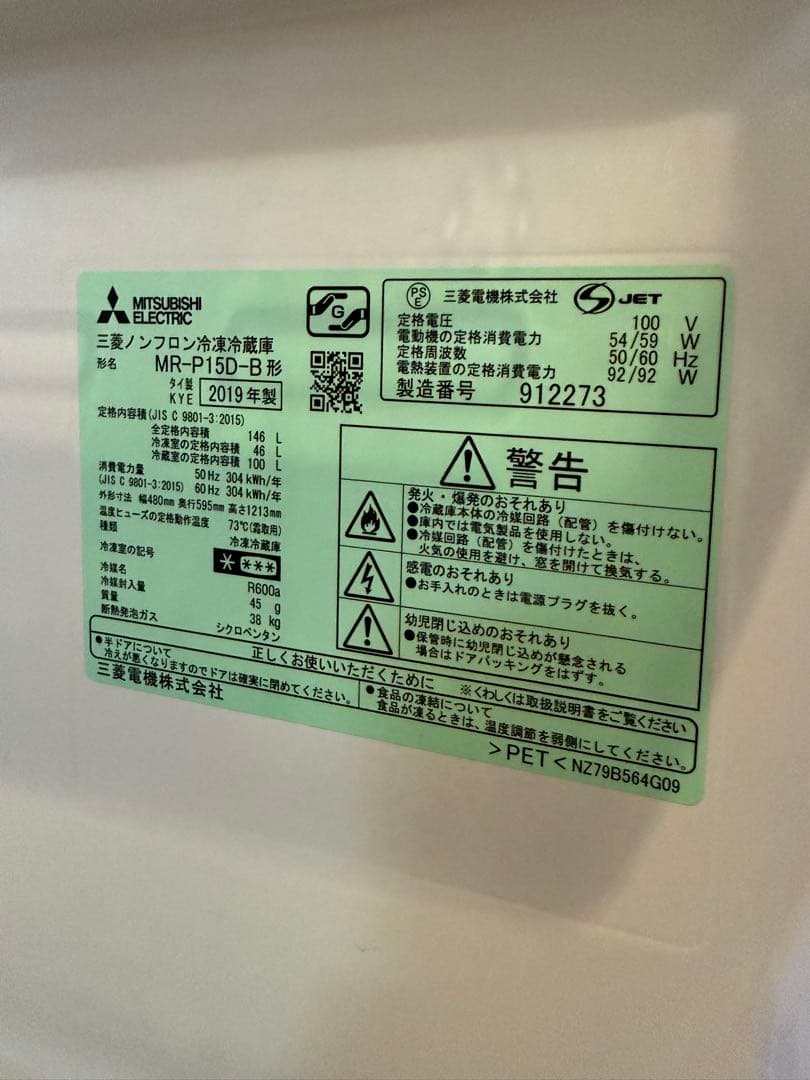 MITSUBISHI
ELECTRIC
G
三菱ノンフロン冷凍冷蔵庫
形名 MR-P15D-B 形
タイ製
KYE 2019年製
定格内容積(JIS C 9801-3:2015)
全定格内容積 146 L
冷凍室の定格内容積 46 L
冷蔵室の定格内容積 100 L
消費電力量 50Hz 304kWh/年
(JIS C 9801-3:2015) 60Hz 304kWh/年
外形寸法 幅480mm 奥行595mm 高さ1213mm
温度ヒューズの定格動作温度 73℃(霜取用)
種類 冷凍冷蔵庫
冷凍室の記号 * ***
冷媒名 R600a
冷媒封入量 45 g
質量 38 kg
断熱発泡ガス シクロペンタン
PS
E 三菱電機株式会社 S JET
定格電圧 100 V
電動機の定格消費電力 54/59 W
定格周波数 50/60 Hz
電熱装置の定格消費電力 92/92 W
製造番号 912273
警告
発火・爆発のおそれあり
●冷蔵庫本体の冷媒回路（配管）を傷付けない。
●庫内では電気製品を使用しない。
●冷媒回路（配管）を傷付けたときは、
火気の使用を避け、窓を開けて換気する。
感電のおそれあり
●お手入れのときは電源プラグを抜く。
幼児閉じ込めのおそれあり
●保管時に幼児閉じ込めが懸念される
場合はドアパッキングをはずす。
正しくお使いいただくために ※くわしくは取扱説明書をご覧ください
●半ドアについて
冷えが悪くなりますのでドアは確実に閉めてください。
●食品の凍結について
食品が凍るときは、温度調節を弱側にしてください。
三菱電機株式会社
＞PET＜ NZ79B564G09